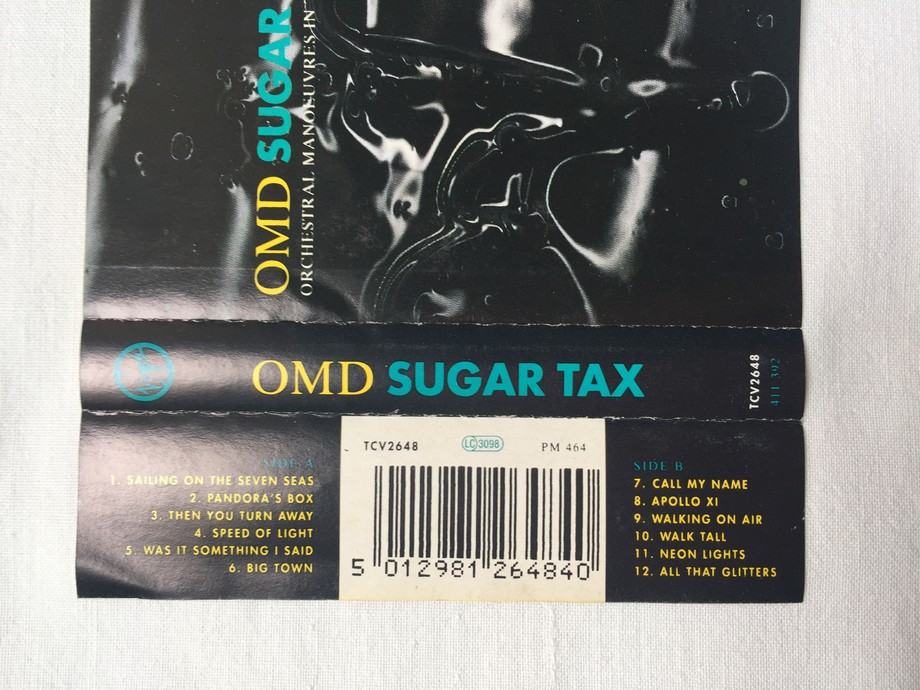 OMD SUGAR
ORCHESTRAL MANOEUVRES IN
OMD SUGAR TAX
TCV2648
411 392
SIDE A
1. SAILING ON THE SEVEN SEAS
2. PANDORA'S BOX
3. THEN YOU TURN AWAY
4. SPEED OF LIGHT
5. WAS IT SOMETHING I SAID
6. BIG TOWN
TCV2648
LC 3098
PM 464
5 012981 264840
SIDE B
7. CALL MY NAME
8. APOLLO XI
9. WALKING ON AIR
10. WALK TALL
11. NEON LIGHTS
12. ALL THAT GLITTERS